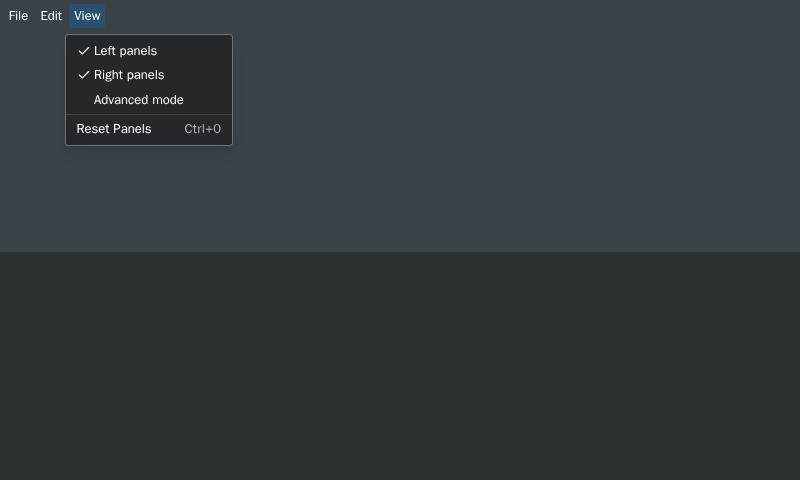 File Edit View
Left panels
Right panels
Advanced mode
Reset Panels Ctrl+0